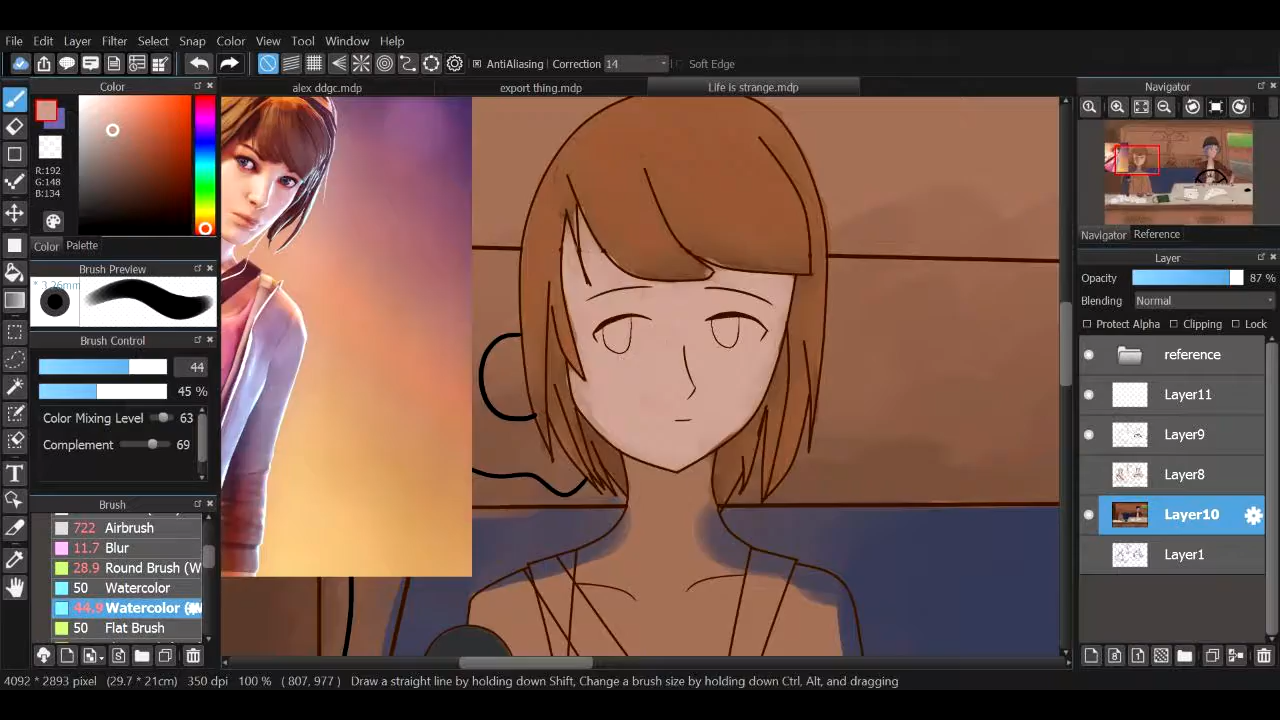 File Edit Layer Filter Select Snap Color View Tool Window Help
AntiAliasing Correction 14 Soft Edge
Color
alex ddgc.mdp export thing.mdp Life is strange.mdp
Navigator
R:192
G:148
B:134
Color Palette
Navigator Reference
Brush Preview
* 3.26mm
Layer
Opacity 87 %
Blending Normal
Protect Alpha Clipping Lock
Brush Control
44
45 %
Color Mixing Level 63
Complement 69
reference
Layer11
Layer9
Layer8
Layer10
Layer1
Brush
722 Airbrush
11.7 Blur
28.9 Round Brush (W
50 Watercolor
44.9 Watercolor (
50 Flat Brush
4092 * 2893 pixel (29.7 * 21cm) 350 dpi 100 % ( 807, 977 ) Draw a straight line by holding down Shift, Change a brush size by holding down Ctrl, Alt, and dragging